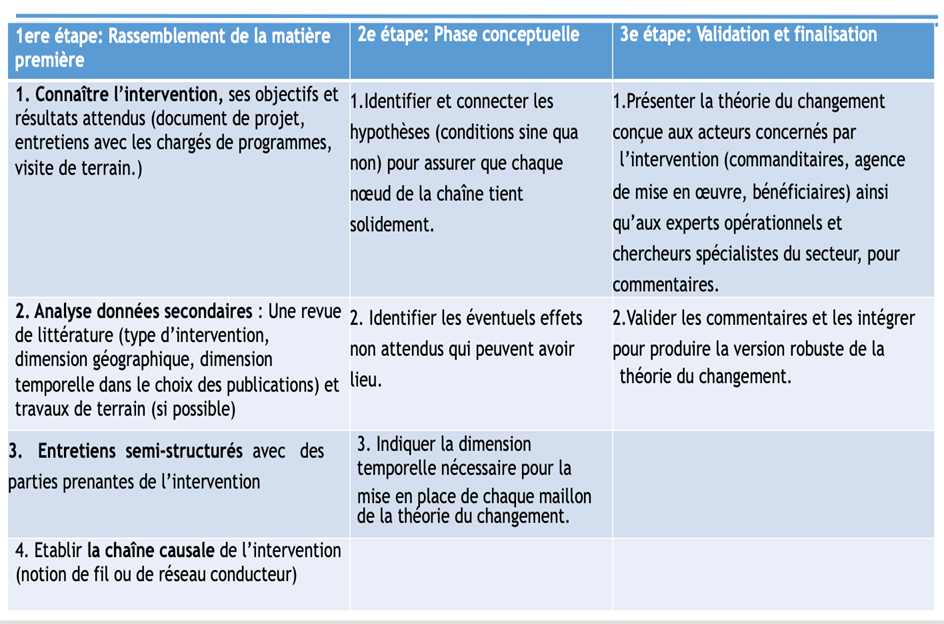 1ere étape: Rassemblement de la matière
première
2e étape: Phase conceptuelle
3e étape: Validation et finalisation
1. Connaître l’intervention, ses objectifs et
résultats attendus (document de projet,
entretiens avec les chargés de programmes,
visite de terrain.)
1.Identifier et connecter les
hypothèses (conditions sine qua
non) pour assurer que chaque
nœud de la chaîne tient
solidement.
1.Présenter la théorie du changement
conçue aux acteurs concernés par
l’intervention (commanditaires, agence
de mise en œuvre, bénéficiaires) ainsi
qu’aux experts opérationnels et
chercheurs spécialistes du secteur, pour
commentaires.
2. Analyse données secondaires : Une revue
de littérature (type d’intervention,
dimension géographique, dimension
temporelle dans le choix des publications) et
travaux de terrain (si possible)
2. Identifier les éventuels effets
non attendus qui peuvent avoir
lieu.
2.Valider les commentaires et les intégrer
pour produire la version robuste de la
théorie du changement.
3. Entretiens semi-structurés avec des
parties prenantes de l’intervention
3. Indiquer la dimension
temporelle nécessaire pour la
mise en place de chaque maillon
de la théorie du changement.
4. Etablir la chaîne causale de l’intervention
(notion de fil ou de réseau conducteur)